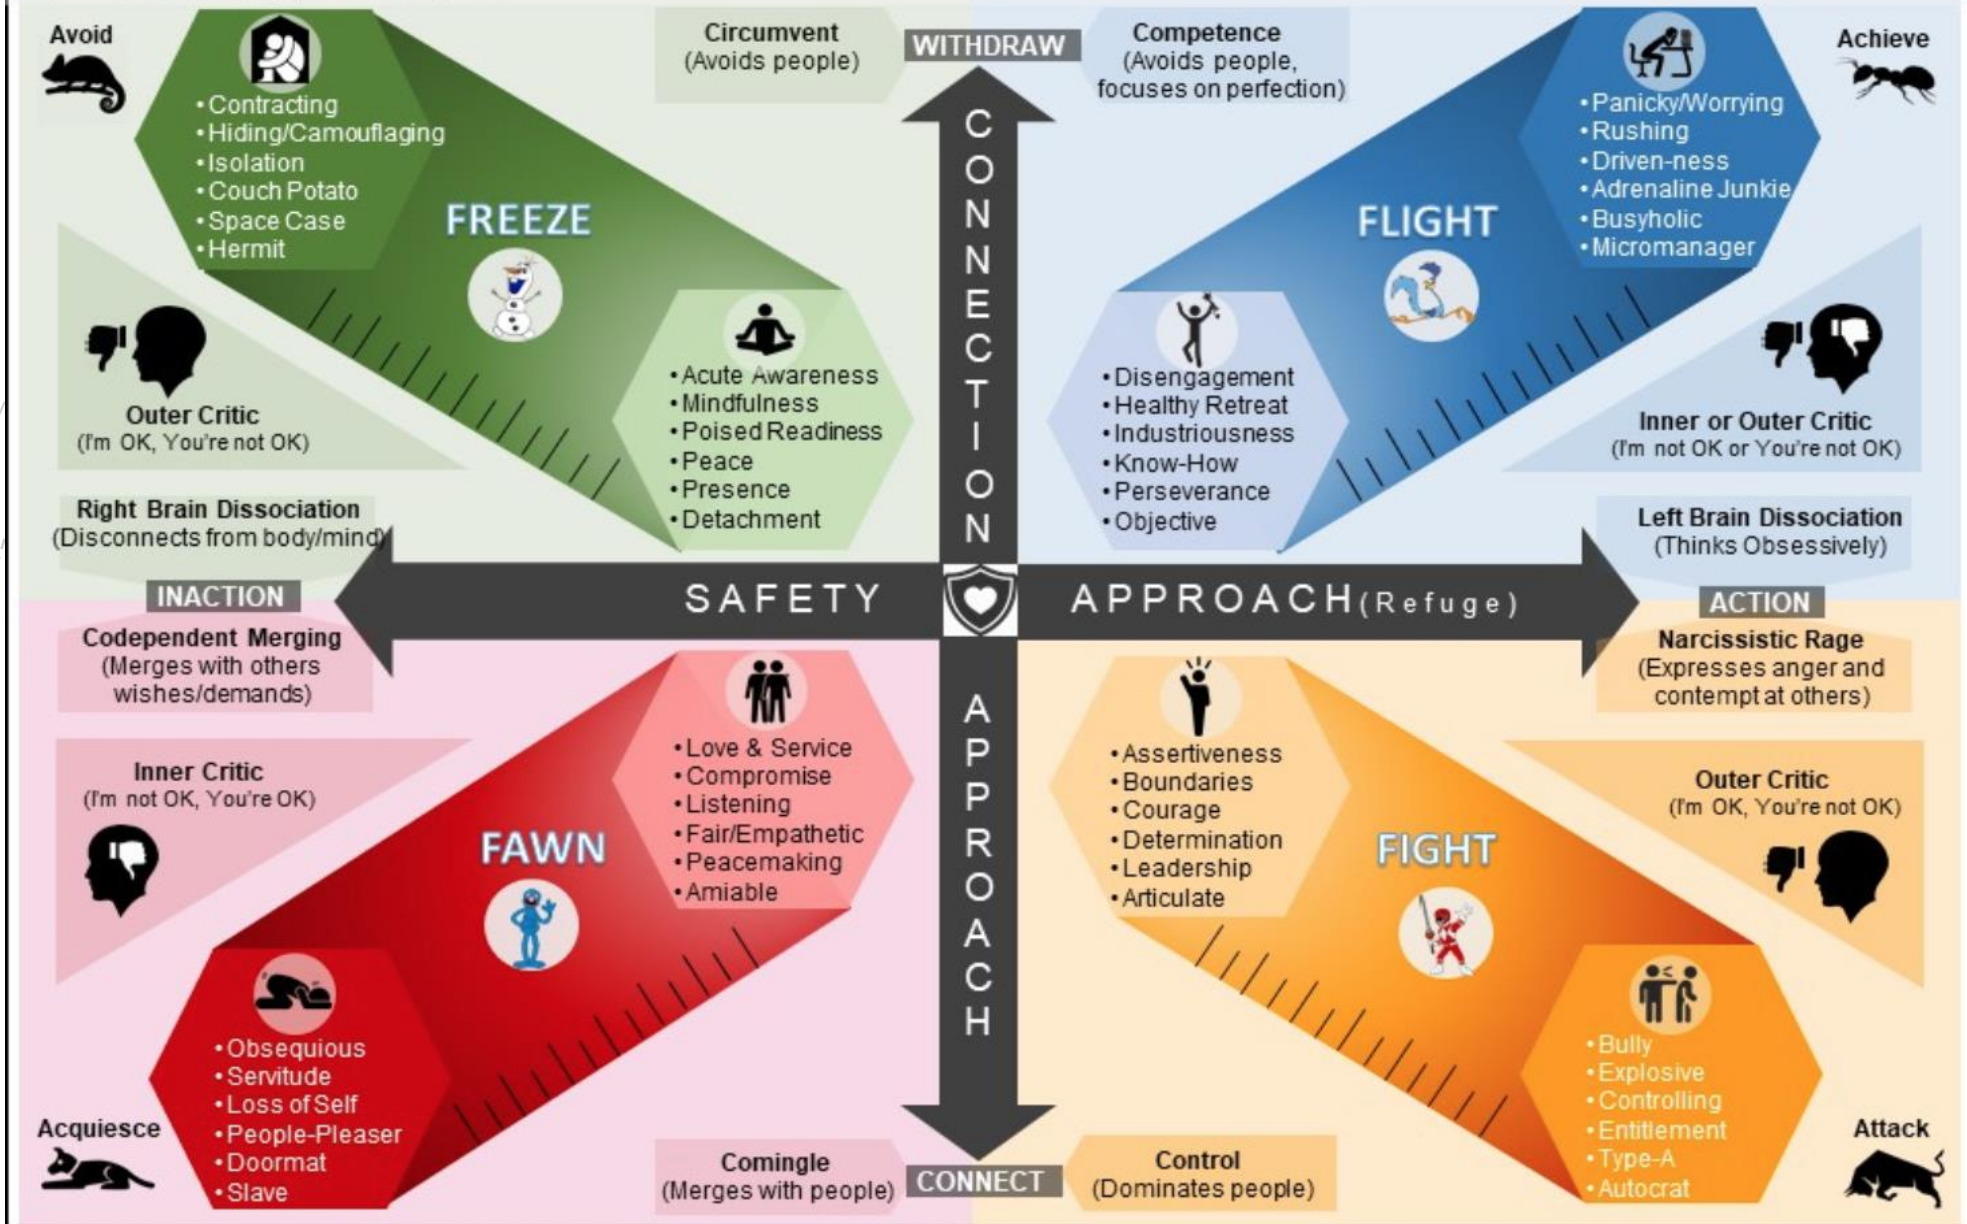 Avoid
• Contracting
• Hiding/Camouflaging
• Isolation
• Couch Potato
• Space Case
• Hermit
FREEZE
Circumvent
(Avoids people)
WITHDRAW
Competence
(Avoids people,
focuses on perfection)
FLIGHT
• Panicky/Worrying
• Rushing
• Driven-ness
• Adrenaline Junkie
• Busyholic
• Micromanager
Achieve
Outer Critic
(I'm OK, You're not OK)
• Acute Awareness
• Mindfulness
• Poised Readiness
• Peace
• Presence
• Detachment
CONNECTION
• Disengagement
• Healthy Retreat
• Industriousness
• Know-How
• Perseverance
• Objective
Inner or Outer Critic
(I'm not OK or You're not OK)
Right Brain Dissociation
(Disconnects from body/mind)
Left Brain Dissociation
(Thinks Obsessively)
INACTION
SAFETY
APPROACH (Refuge)
ACTION
Codependent Merging
(Merges with others
wishes/demands)
Narcissistic Rage
(Expresses anger and
contempt at others)
Inner Critic
(I'm not OK, You're OK)
FAWN
• Love & Service
• Compromise
• Listening
• Fair/Empathetic
• Peacemaking
• Amiable
APPROACH
• Assertiveness
• Boundaries
• Courage
• Determination
• Leadership
• Articulate
FIGHT
Outer Critic
(I'm OK, You're not OK)
Acquiesce
• Obsequious
• Servitude
• Loss of Self
• People-Pleaser
• Doormat
• Slave
Comingle
(Merges with people)
CONNECT
Control
(Dominates people)
• Bully
• Explosive
• Controlling
• Entitlement
• Type-A
• Autocrat
Attack